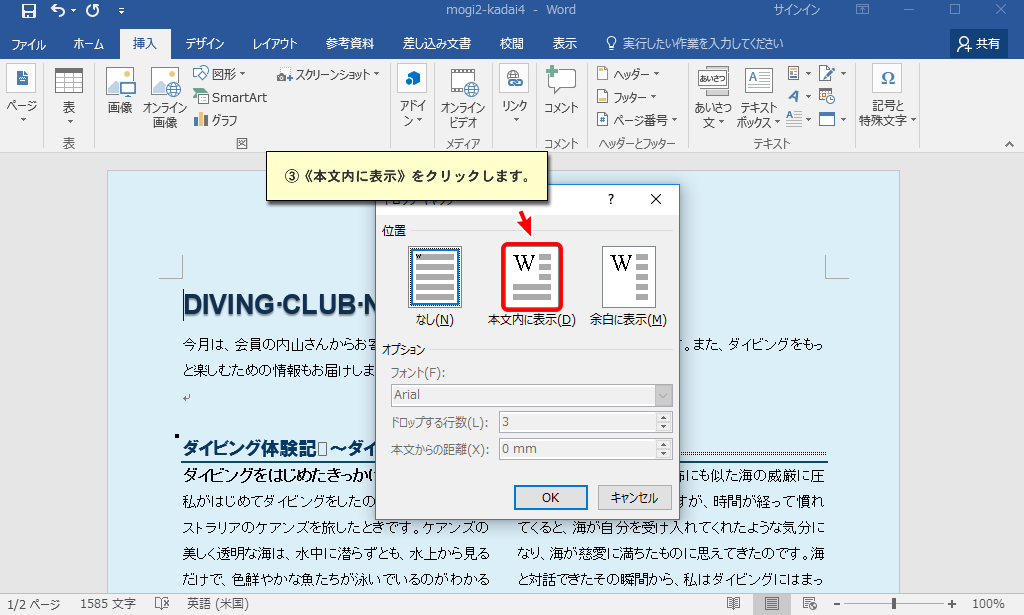 mogi2-kadai4 - Word
サインイン
ファイル ホーム 挿入 デザイン レイアウト 参考資料 差し込み文書 校閲 表示 実行したい作業を入力してください 共有
ページ
表
表
画像
オンライン
画像
図形
SmartArt
グラフ
スクリーンショット
図
アドイ
ン
オンライン
ビデオ
メディア
リンク
コメント
コメント
ヘッダー
フッター
ページ番号
ヘッダーとフッター
あいさつ
あいさつ
文
テキスト
ボックス
テキスト
記号と
特殊文字
③《本文内に表示》をクリックします。
位置
W
W
W
なし(N) 本文内に表示(D) 余白に表示(M)
オプション
フォント(F):
Arial
ドロップする行数(L): 3
本文からの距離(X): 0 mm
OK キャンセル
DIVING・CLUB・N
今月は、会員の内山さんからお
す。また、ダイビングをもっ
と楽しむための情報もお届けしま
ダイビング体験記 ～ダイ
ダイビングをはじめたきっか
私がはじめてダイビングをしたの
ストラリアのケアンズを旅したときです。ケアンズの
美しく透明な海は、水中に潜らずとも、水上から見る
だけで、色鮮やかな魚たちが泳いでいるのがわかる
にも似た海の威厳に圧
すが、時間が経って慣れ
てくると、海が自分を受け入れてくれたような気分に
なり、海が慈愛に満ちたものに思えてきたのです。海
と対話できたその瞬間から、私はダイビングにはまっ
1/2 ページ 1585 文字 英語 (米国) 100%